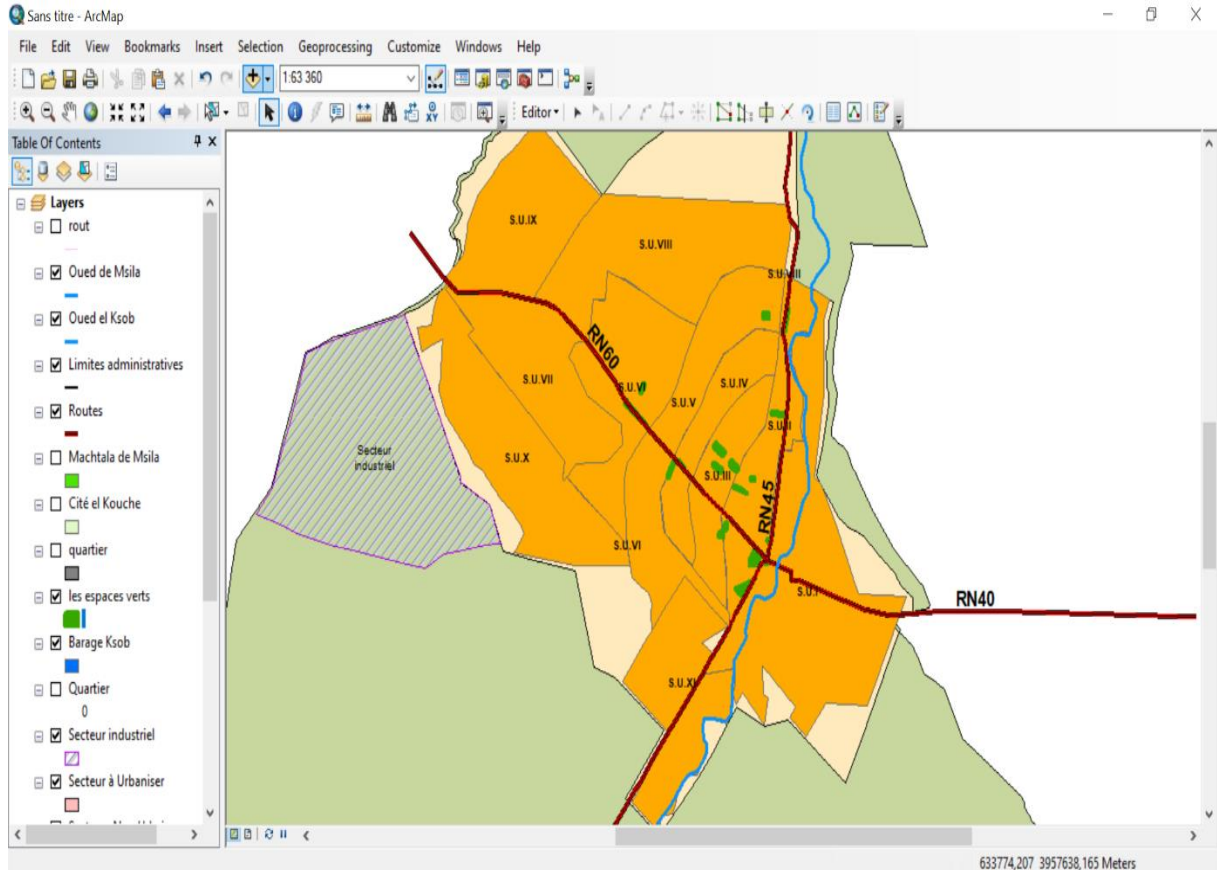 Sans titre - ArcMap
File Edit View Bookmarks Insert Selection Geoprocessing Customize Windows Help
1:63 360
Editor
Table Of Contents
Layers
rout
Oued de Msila
Oued el Ksob
Limites administratives
Routes
Machtala de Msila
Cité el Kouche
quartier
les espaces verts
Barage Ksob
Quartier
0
Secteur industriel
Secteur à Urbaniser
S.U.IX
S.U.VIII
S.U.VIII
RN60
S.U.VII
S.U.VI
S.U.IV
S.U.V
Secteur
industriel
S.U.X
S.U.III
RN45
S.U.VI
S.U.I
RN40
S.U.XI
633774,207 3957638,165 Meters